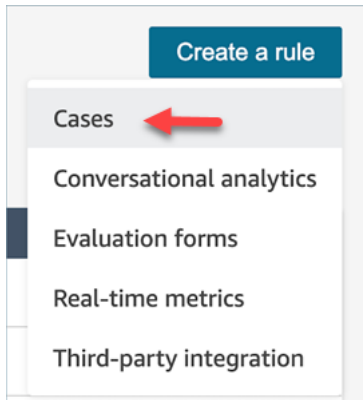 Create a rule
Cases
Conversational analytics
Evaluation forms
Real-time metrics
Third-party integration